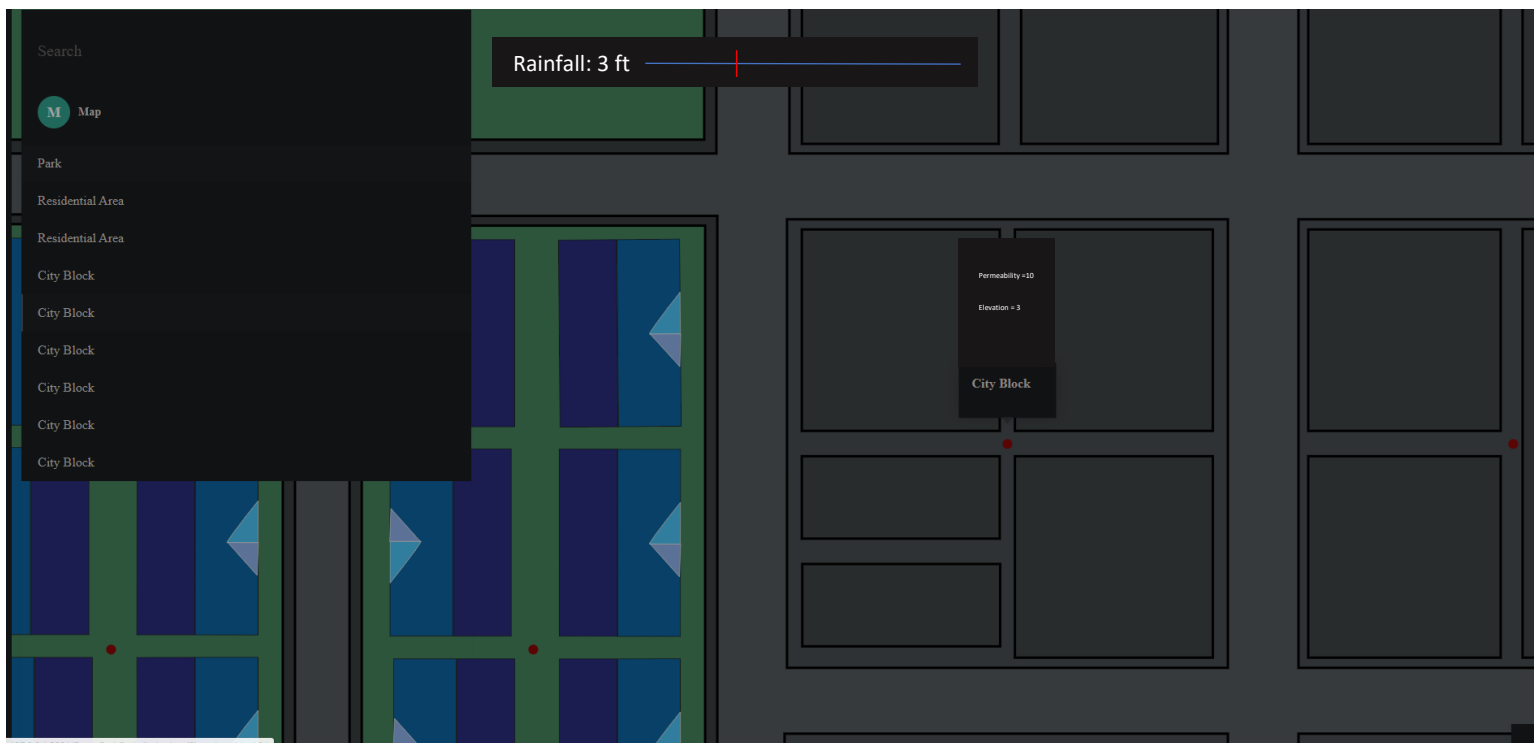 Search
Rainfall: 3 ft
M Map
Park
Residential Area
Residential Area
City Block
City Block
City Block
City Block
City Block
City Block
Permeability =10
Elevation = 3
City Block